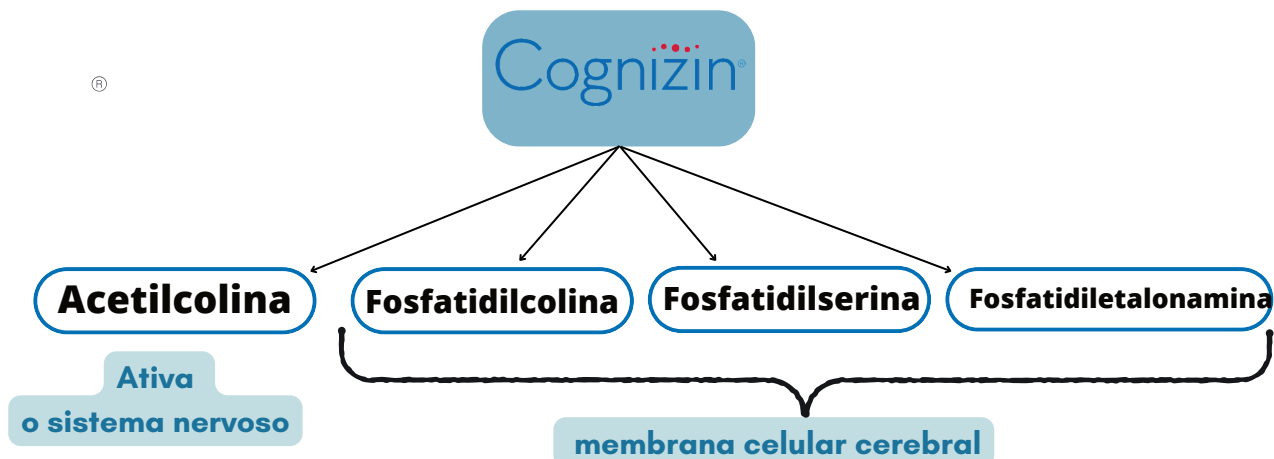 ®
Cognizin®
Acetilcolina
Fosfatidilcolina
Fosfatidilserina
Fosfatidiletalonamina
Ativa
o sistema nervoso
membrana celular cerebral